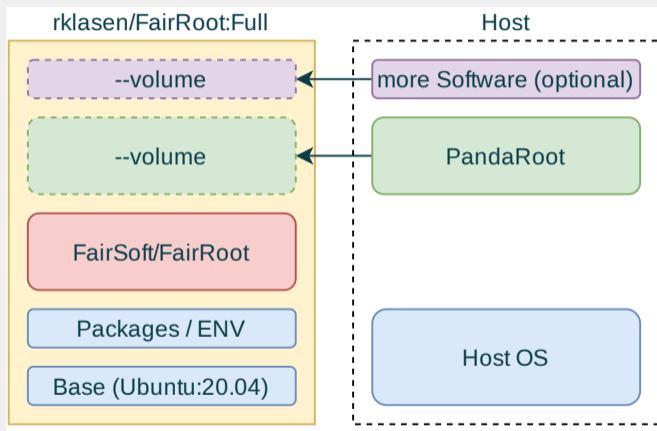 rklasen/FairRoot:Full
Host
--volume
more Software (optional)
--volume
PandaRoot
FairSoft/FairRoot
Packages / ENV
Host OS
Base (Ubuntu:20.04)